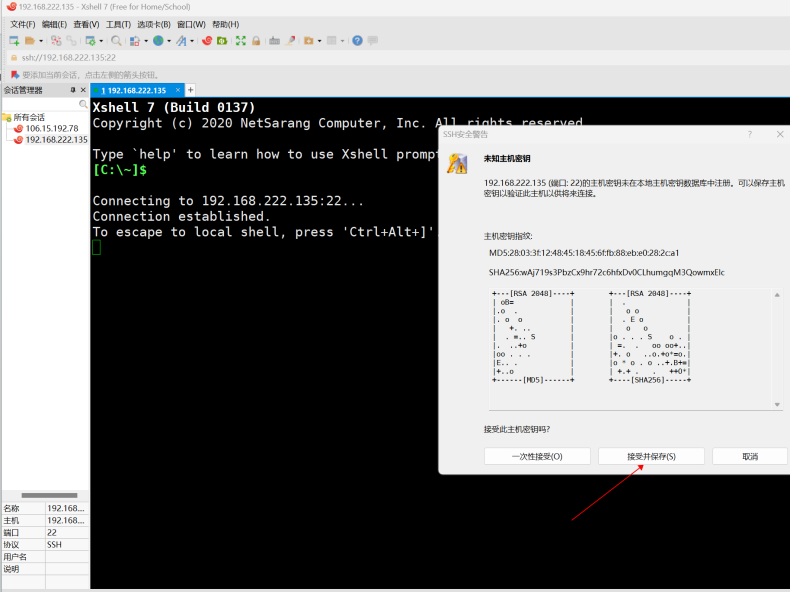 192.168.222.135 - Xshell 7 (Free for Home/School)
文件(F) 编辑(E) 查看(V) 工具(T) 选项卡(B) 窗口(W) 帮助(H)
ssh://192.168.222.135:22
要添加当前会话，点击左侧的箭头按钮。
会话管理器
1 192.168.222.135
所有会话
106.15.192.78
192.168.222.135
Xshell 7 (Build 0137)
Copyright (c) 2020 NetSarang Computer, Inc. All rights reserved
Type `help' to learn how to use Xshell prompt
[C:\~]$
Connecting to 192.168.222.135:22...
Connection established.
To escape to local shell, press 'Ctrl+Alt+]'.
SSH安全警告
未知主机密钥
192.168.222.135 (端口: 22)的主机密钥未在本地主机密钥数据库中注册。可以保存主机
密钥以验证此主机以供将来连接。
主机密钥指纹:
MD5:28:03:3f:12:48:45:18:45:6f:fb:88:eb:e0:28:2c:a1
SHA256:wAj719s3PbzCx9hr72c6hfxDv0CLhumgqM3QowmxElc
+---[RSA 2048]----+ +---[RSA 2048]----+
| oB= | | . |
|.o . | | o o |
|. o o | | . E o |
| +. .. | | o o |
| . =.. S | |o . . . S o . |
|. ..+o | | =. . oo oo+..|
|oo . . . | |+. o ..o.+o*=o.|
|E.. . | |o * o . o ..+.B+=|
|+..o | | +.+ . . ++O*|
+------[MD5]------+ +----[SHA256]-----+
接受此主机密钥吗?
一次性接受(O) 接受并保存(S) 取消
名称 192.168...
主机 192.168...
端口 22
协议 SSH
用户名
说明